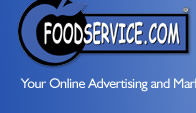 FOODSERVICE.COM
Your Online Advertising and Mar